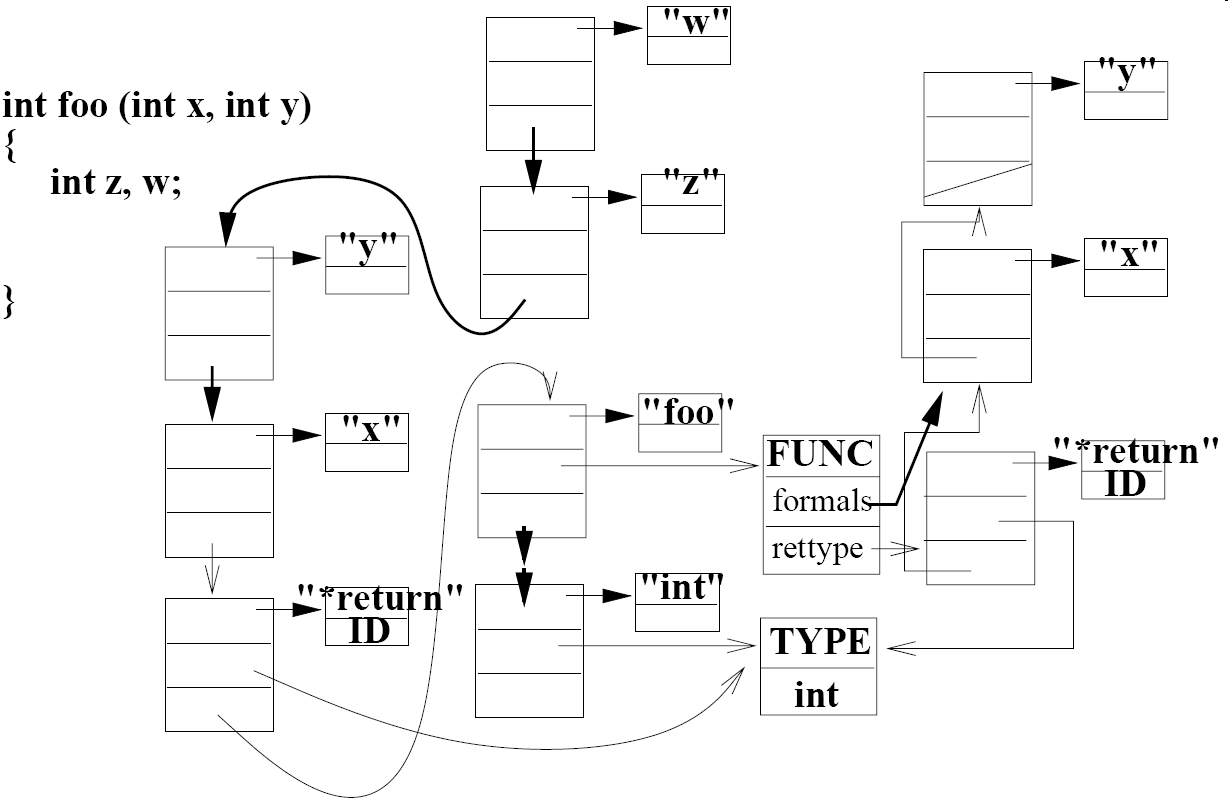 int foo (int x, int y)
{
int z, w;
}
"w"
"z"
"y"
"x"
"*return"
ID
"foo"
"int"
FUNC
formals
rettype
TYPE
int
"y"
"x"
"*return"
ID